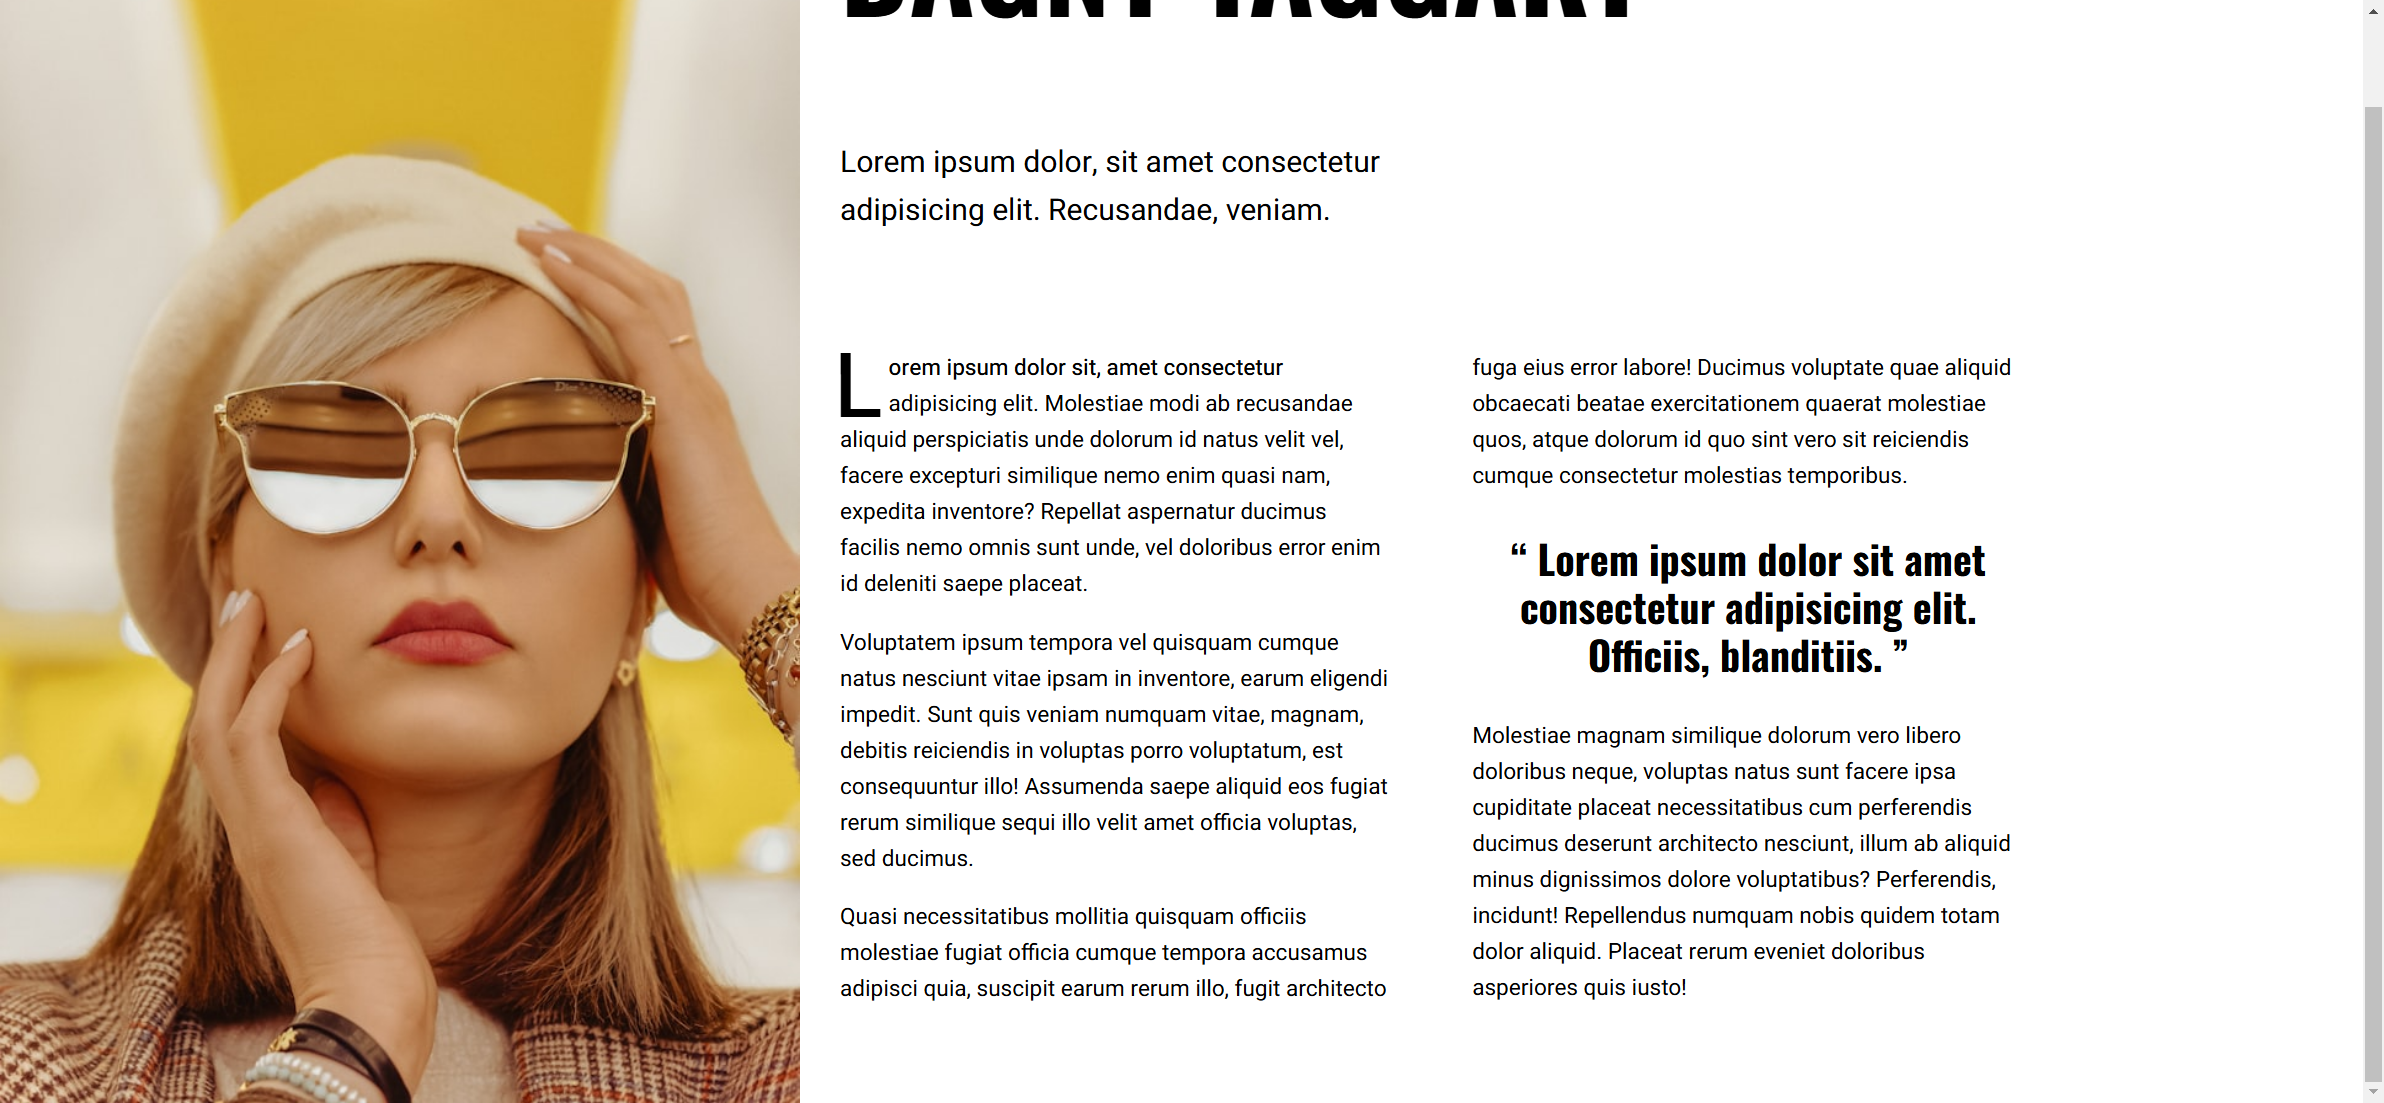 DAGNY TAGGART
Lorem ipsum dolor, sit amet consectetur
adipisicing elit. Recusandae, veniam.
Lorem ipsum dolor sit, amet consectetur
adipisicing elit. Molestiae modi ab recusandae
aliquid perspiciatis unde dolorum id natus velit vel,
facere excepturi similique nemo enim quasi nam,
expedita inventore? Repellat aspernatur ducimus
facilis nemo omnis sunt unde, vel doloribus error enim
id deleniti saepe placeat.
Voluptatem ipsum tempora vel quisquam cumque
natus nesciunt vitae ipsam in inventore, earum eligendi
impedit. Sunt quis veniam numquam vitae, magnam,
debitis reiciendis in voluptas porro voluptatum, est
consequuntur illo! Assumenda saepe aliquid eos fugiat
rerum similique sequi illo velit amet officia voluptas,
sed ducimus.
Quasi necessitatibus mollitia quisquam officiis
molestiae fugiat officia cumque tempora accusamus
adipisci quia, suscipit earum rerum illo, fugit architecto
fuga eius error labore! Ducimus voluptate quae aliquid
obcaecati beatae exercitationem quaerat molestiae
quos, atque dolorum id quo sint vero sit reiciendis
cumque consectetur molestias temporibus.
“ Lorem ipsum dolor sit amet
consectetur adipisicing elit.
Officiis, blanditiis. ”
Molestiae magnam similique dolorum vero libero
doloribus neque, voluptas natus sunt facere ipsa
cupiditate placeat necessitatibus cum perferendis
ducimus deserunt architecto nesciunt, illum ab aliquid
minus dignissimos dolore voluptatibus? Perferendis,
incidunt! Repellendus numquam nobis quidem totam
dolor aliquid. Placeat rerum eveniet doloribus
asperiores quis iusto!